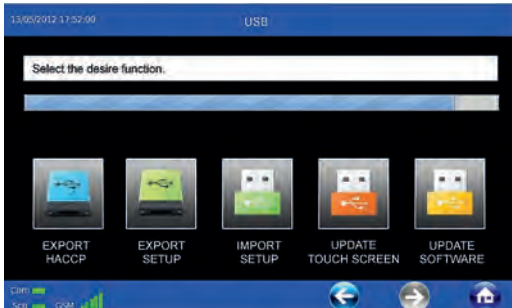 13/05/2012 17:52:00
USB
Select the desire function.
EXPORT HACCP
EXPORT SETUP
IMPORT SETUP
UPDATE TOUCH SCREEN
UPDATE SOFTWARE
Com
Scn GSM